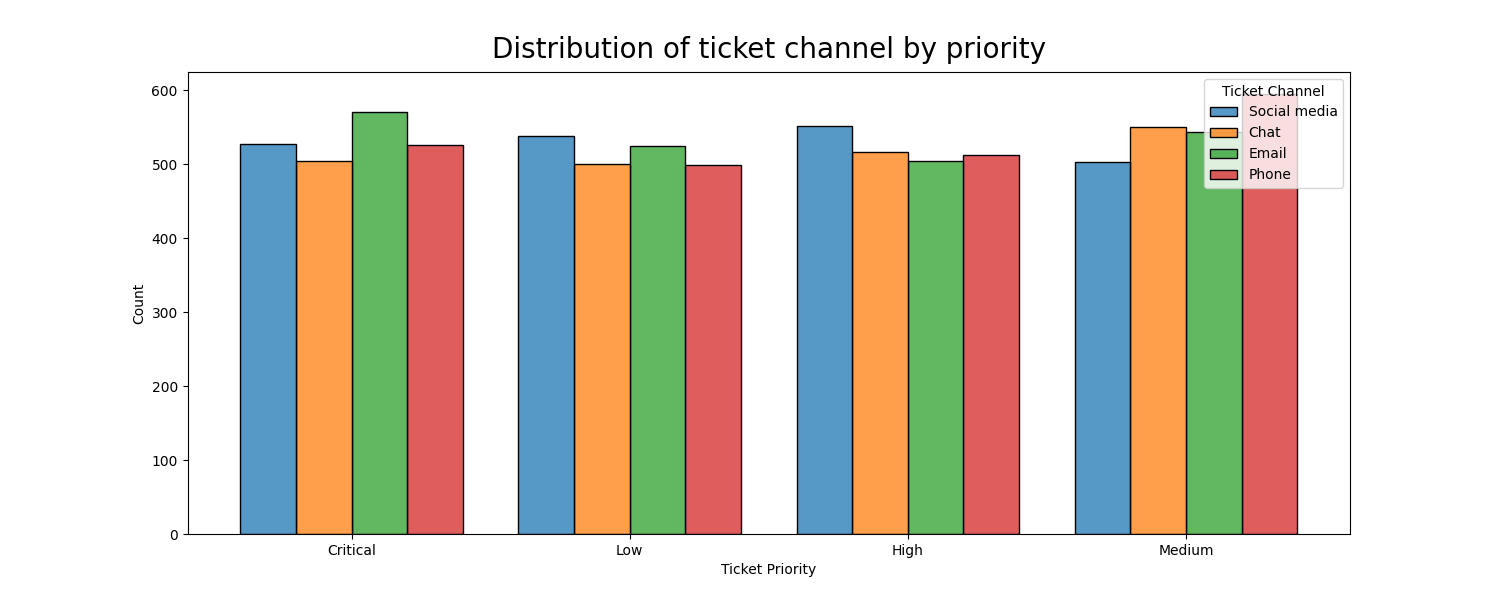 Distribution of ticket channel by priority
600
500
400
300
200
100
0
Count
Ticket Channel
Social media
Chat
Email
Phone
Critical
Low
High
Medium
Ticket Priority